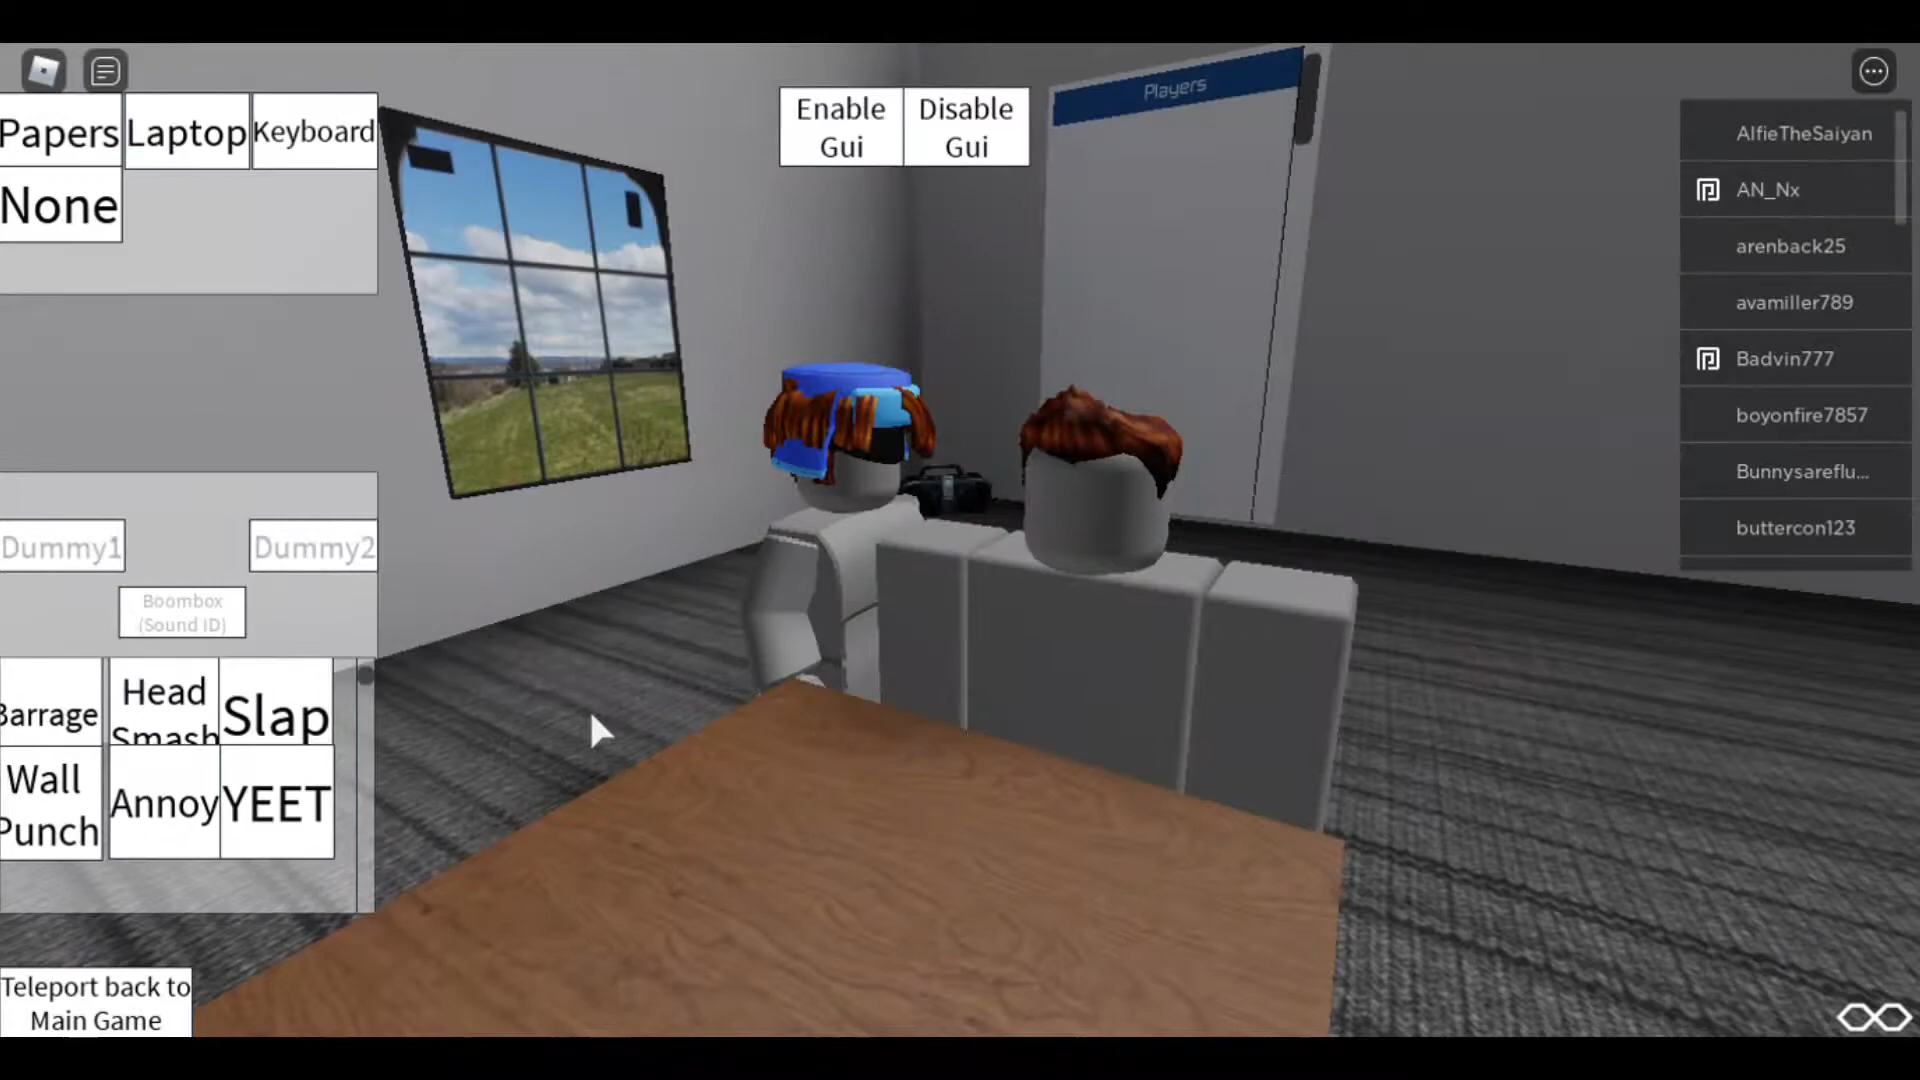 Papers
Laptop
Keyboard
None
Enable
Gui
Disable
Gui
Players
AlfieTheSaiyan
AN_Nx
arenback25
avamiller789
Badvin777
boyonfire7857
Bunnysareflu...
buttercon123
Dummy1
Dummy2
Boombox
(Sound ID)
Barrage
Head
Smash
Slap
Wall
Punch
Annoy
YEET
Teleport back to
Main Game